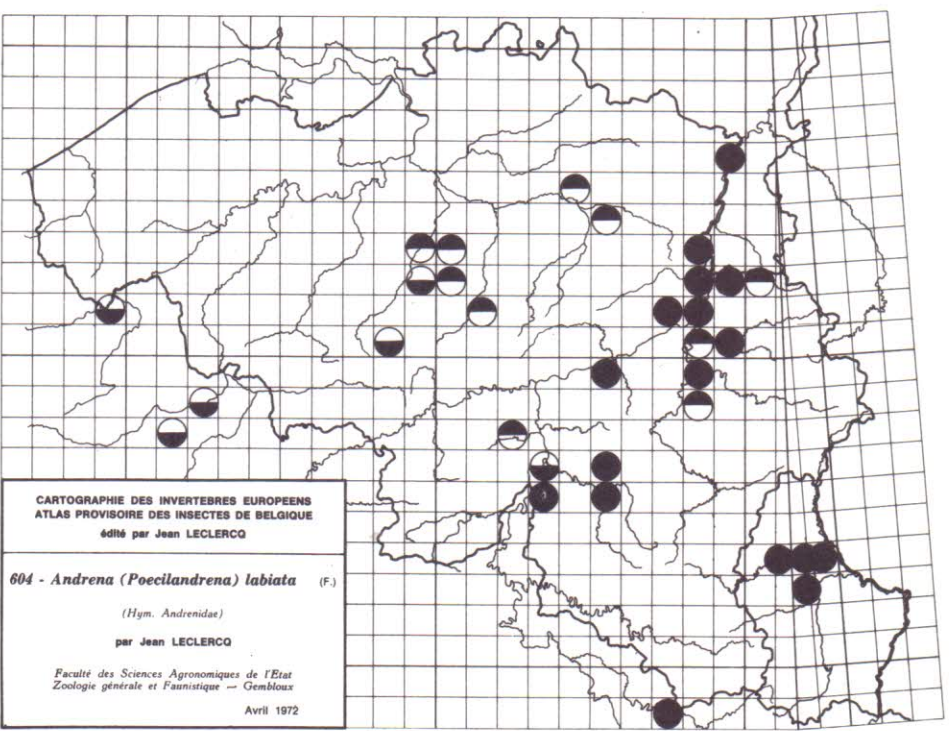 CARTOGRAPHIE DES INVERTEBRES EUROPEENS
ATLAS PROVISOIRE DES INSECTES DE BELGIQUE
édité par Jean LECLERCQ
604 - Andrena (Poecilandrena) labiata (F.)
(Hym. Andrenidae)
par Jean LECLERCQ
Faculté des Sciences Agronomiques de l'Etat
Zoologie générale et Faunistique — Gembloux
Avril 1972